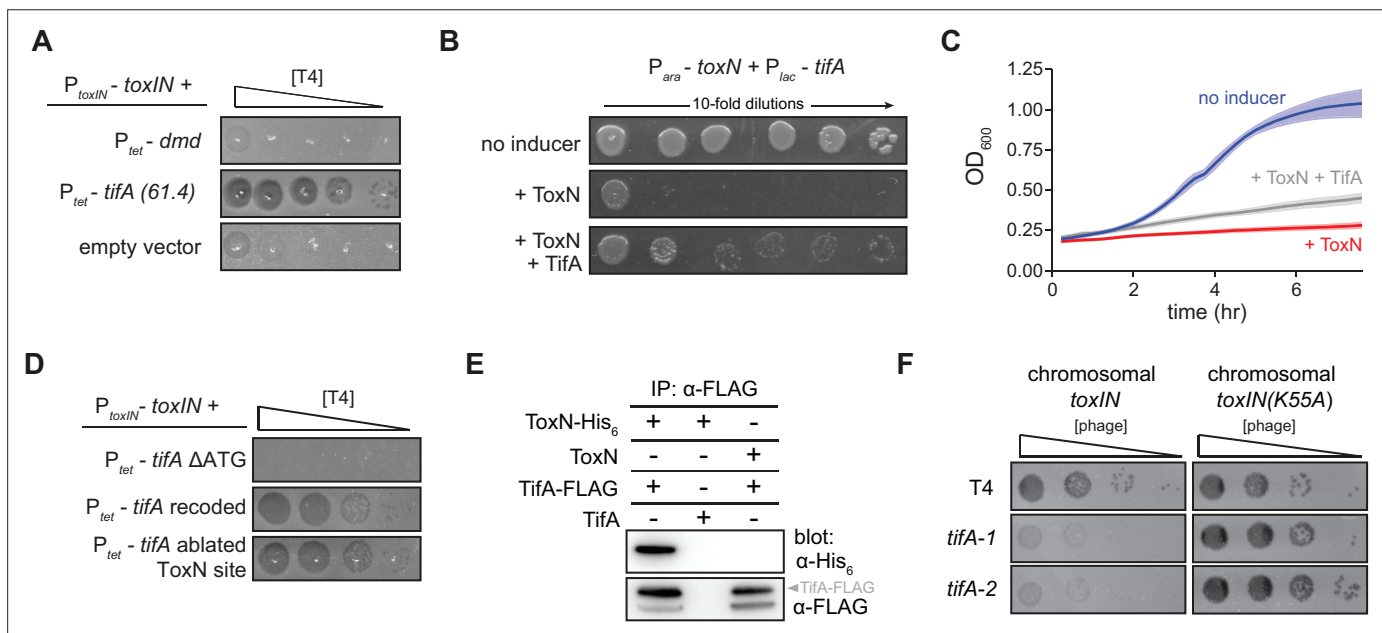 A
P_toxIN - toxIN +
[T4]
P_tet - dmd
P_tet - tifA (61.4)
empty vector
B
P_ara - toxN + P_lac - tifA
10-fold dilutions
no inducer
+ ToxN
+ ToxN
+ TifA
C
1.25
1.00
0.75
0.50
0.25
0.00
OD600
no inducer
+ ToxN + TifA
+ ToxN
0 2 4 6
time (hr)
D
P_toxIN - toxIN +
[T4]
P_tet - tifA ΔATG
P_tet - tifA recoded
P_tet - tifA ablated
ToxN site
E
IP: α-FLAG
ToxN-His6 + + -
ToxN - - +
TifA-FLAG + - +
TifA - + -
blot:
α-His6
TifA-FLAG
α-FLAG
F
chromosomal toxIN
[phage]
chromosomal toxIN(K55A)
[phage]
T4
tifA-1
tifA-2